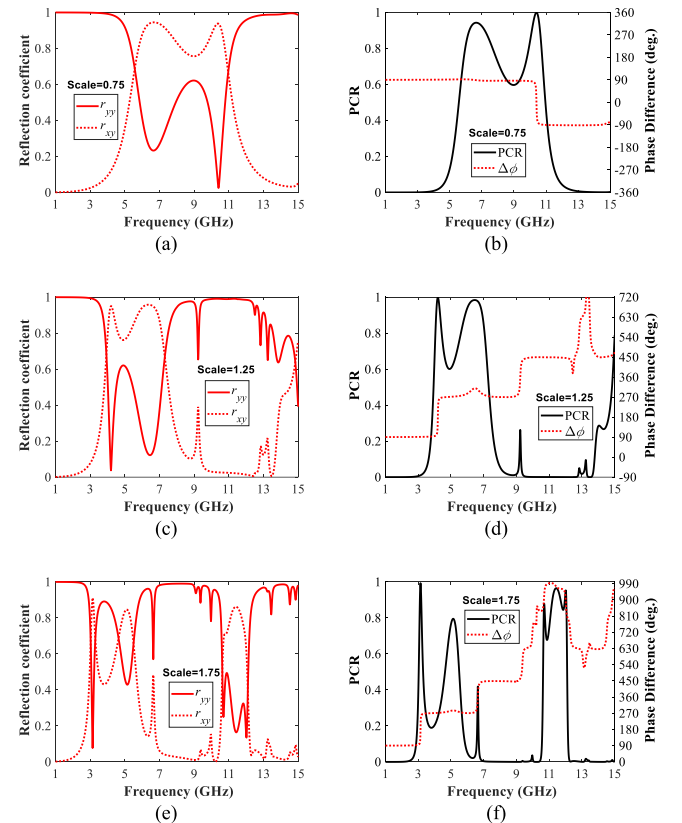 1 0.8 0.6 0.4 0.2 0
Reflection coefficient
Scale=0.75
r_yy
r_xy
1 3 5 7 9 11 13 15
Frequency (GHz)
(a)
1 0.8 0.6 0.4 0.2 0
PCR
Scale=0.75
PCR
Δϕ
360 270 180 90 0 -90 -180 -270 -360
Phase Difference (deg.)
1 3 5 7 9 11 13 15
Frequency (GHz)
(b)
1 0.8 0.6 0.4 0.2 0
Reflection coefficient
Scale=1.25
r_yy
r_xy
1 3 5 7 9 11 13 15
Frequency (GHz)
(c)
1 0.8 0.6 0.4 0.2 0
PCR
Scale=1.25
PCR
Δϕ
720 630 540 450 360 270 180 90 0 -90
Phase Difference (deg.)
1 3 5 7 9 11 13 15
Frequency (GHz)
(d)
1 0.8 0.6 0.4 0.2 0
Reflection coefficient
Scale=1.75
r_yy
r_xy
1 3 5 7 9 11 13 15
Frequency (GHz)
(e)
1 0.8 0.6 0.4 0.2 0
PCR
Scale=1.75
PCR
Δϕ
990 900 810 720 630 540 450 360 270 180 90 0
Phase Difference (deg.)
1 3 5 7 9 11 13 15
Frequency (GHz)
(f)